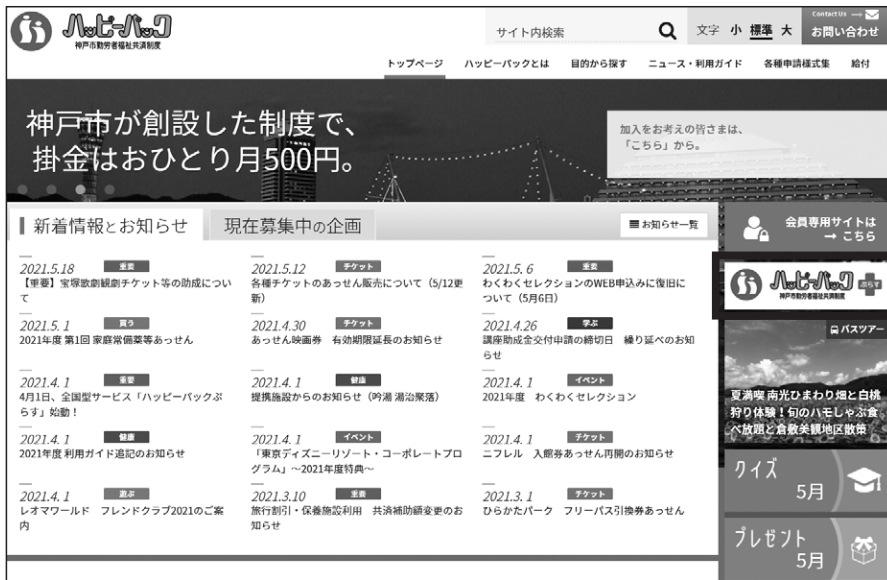 ハッピーパック
神戸市勤労者福祉共済制度
サイト内検索
文字 小 標準 大
Contact Us
お問い合わせ
トップページ ハッピーパックとは 目的から探す ニュース・利用ガイド 各種申請様式集 給付
神戸市が創設した制度で、
掛金はおひとり月500円。
加入をお考えの皆さまは、
「こちら」から。
新着情報とお知らせ
現在募集中の企画
お知らせ一覧
2021.5.18 重要
【重要】宝塚歌劇観劇チケット等の助成につい
て
2021.5.12 チケット
各種チケットのあっせん販売について（5/12更
新）
2021.5. 6 重要
わくわくセレクションのWEB申込みに復旧に
ついて（5月6日）
2021.5. 1 買う
2021年度 第1回 家庭常備薬等あっせん
2021.4.30 チケット
あっせん映画券 有効期限延長のお知らせ
2021.4.26 学ぶ
講座助成金交付申請の締切日 繰り延べのお知
らせ
2021.4. 1 重要
4月1日、全国型サービス「ハッピーパックぷ
らす」始動！
2021.4. 1 健康
提携施設からのお知らせ（吟湯 湯治聚落）
2021.4. 1 イベント
2021年度 わくわくセレクション
2021.4. 1 健康
2021年度 利用ガイド追記のお知らせ
2021.4. 1 イベント
「東京ディズニーリゾート・コーポレートプロ
グラム」～2021年度特典～
2021.4. 1 チケット
ニフレル 入館券あっせん再開のお知らせ
2021.4. 1 遊ぶ
レオマワールド フレンドクラブ2021のご案
内
2021.3.10 重要
旅行割引・保養施設利用 共済補助額変更のお
知らせ
2021.3. 1 チケット
ひらかたパーク フリーパス引換券あっせん
会員専用サイトは
→ こちら
ハッピーパック ぷらす
神戸市勤労者福祉共済制度
バスツアー
夏満喫 南光ひまわり畑と白桃
狩り体験！旬のハモしゃぶ食
べ放題と倉敷美観地区散策
クイズ
5月
プレゼント
5月